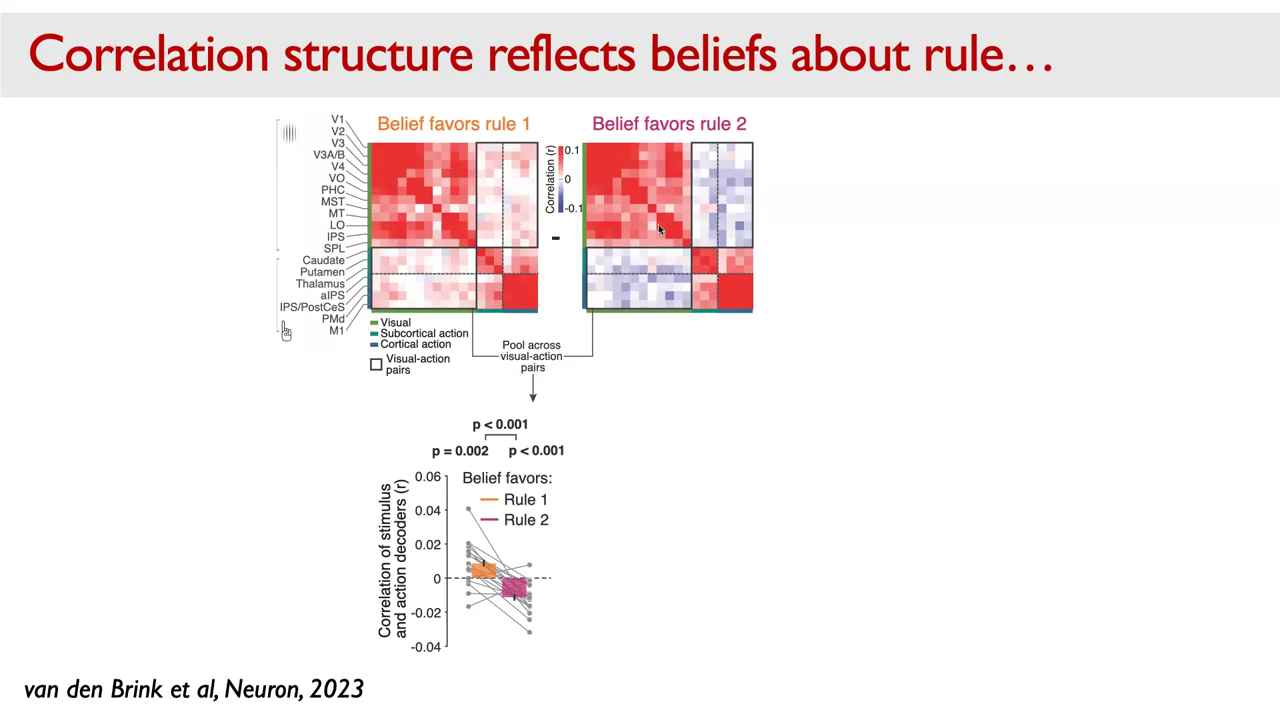 Correlation structure reflects beliefs about rule…
Belief favors rule 1
Belief favors rule 2
V1
V2
V3
V3A/B
V4
VO
PHC
MST
MT
LO
IPS
SPL
Caudate
Putamen
Thalamus
aIPS
IPS/PostCeS
PMd
M1
Correlation (r)
0.1
0
-0.1
-
Visual
Subcortical action
Cortical action
Visual-action
pairs
Pool across
visual-action
pairs
p < 0.001
p = 0.002
p < 0.001
Correlation of stimulus
and action decoders (r)
0.06
0.04
0.02
0
-0.02
-0.04
Belief favors:
Rule 1
Rule 2
van den Brink et al, Neuron, 2023